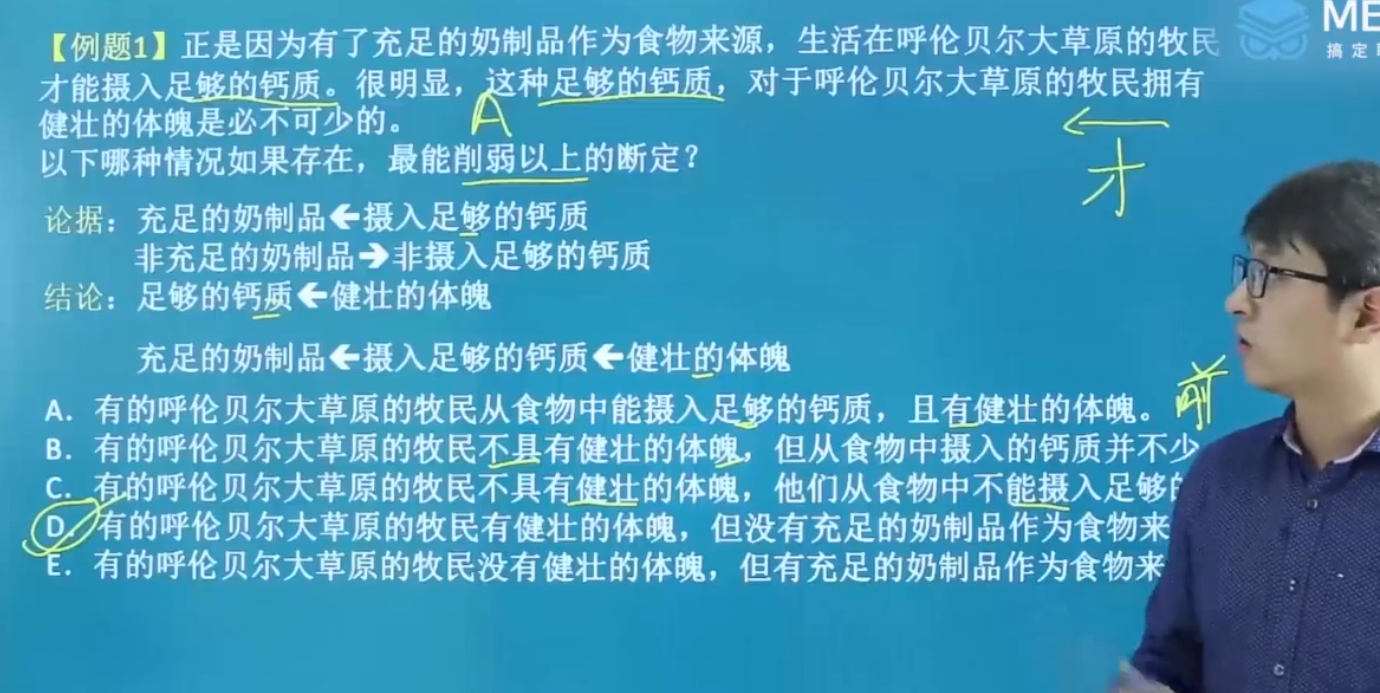 【例题1】正是因为有了充足的奶制品作为食物来源，生活在呼伦贝尔大草原的牧民
才能摄入足够的钙质。很明显，这种足够的钙质，对于呼伦贝尔大草原的牧民拥有
健壮的体魄是必不可少的。
以下哪种情况如果存在，最能削弱以上的断定？
ME
搞定
A
←
才
论据：充足的奶制品←摄入足够的钙质
非充足的奶制品→非摄入足够的钙质
结论：足够的钙质←健壮的体魄
充足的奶制品←摄入足够的钙质←健壮的体魄
前
A. 有的呼伦贝尔大草原的牧民从食物中能摄入足够的钙质，且有健壮的体魄。
B. 有的呼伦贝尔大草原的牧民不具有健壮的体魄，但从食物中摄入的钙质并不少
C. 有的呼伦贝尔大草原的牧民不具有健壮的体魄，他们从食物中不能摄入足够的
D. 有的呼伦贝尔大草原的牧民有健壮的体魄，但没有充足的奶制品作为食物来
E. 有的呼伦贝尔大草原的牧民没有健壮的体魄，但有充足的奶制品作为食物来